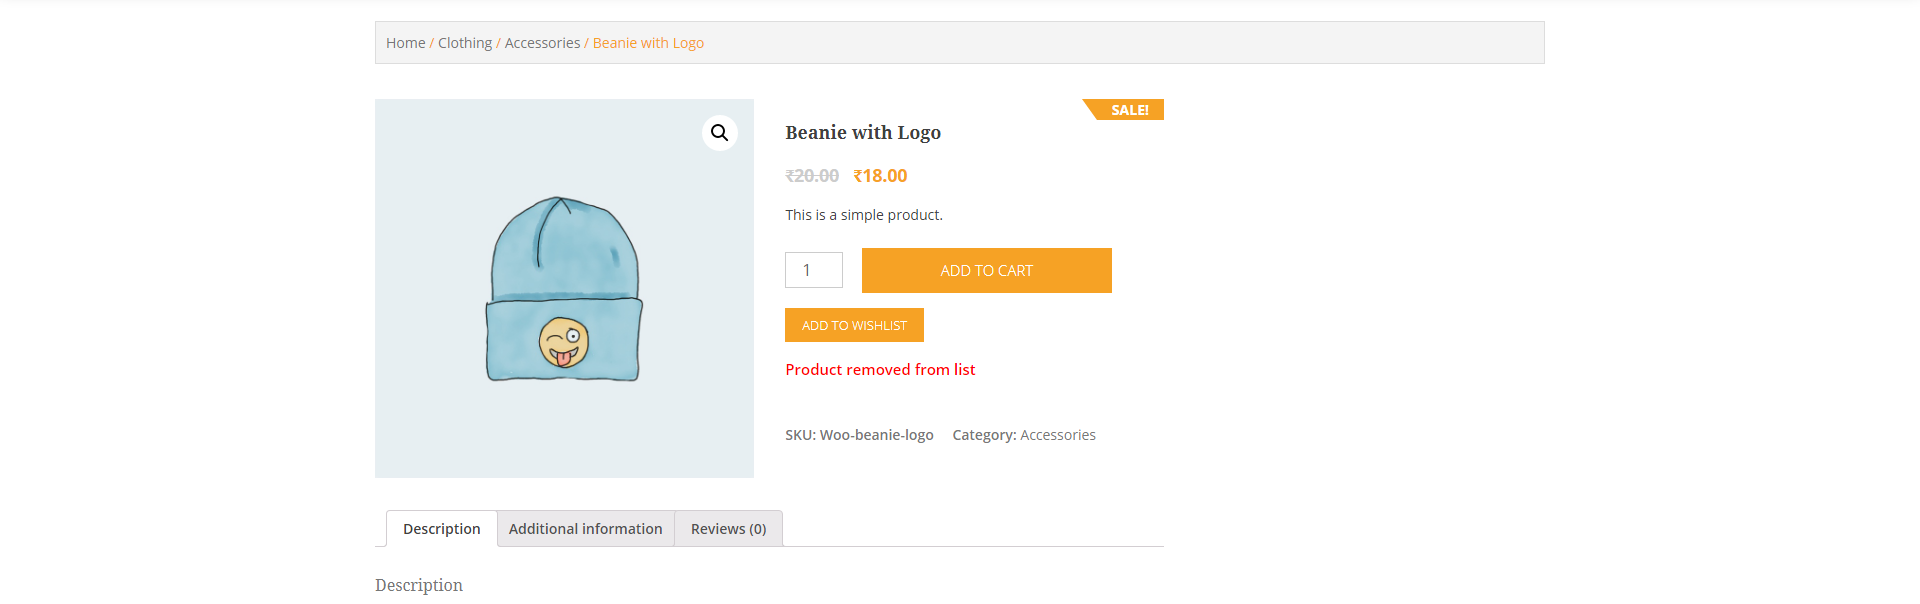 Home / Clothing / Accessories / Beanie with Logo
SALE!
Beanie with Logo
₹20.00 ₹18.00
This is a simple product.
1 ADD TO CART
ADD TO WISHLIST
Product removed from list
SKU: Woo-beanie-logo Category: Accessories
Description Additional information Reviews (0)
Description